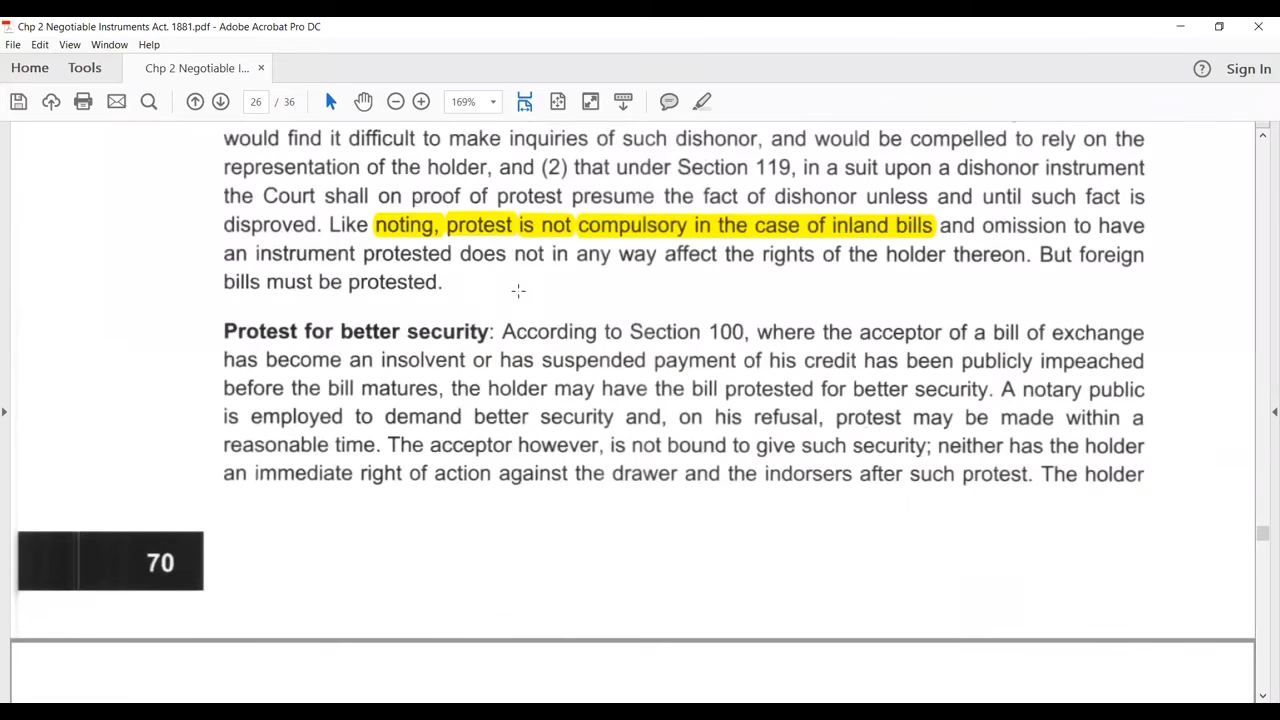 Chp 2 Negotiable Instruments Act. 1881.pdf - Adobe Acrobat Pro DC
File Edit View Window Help
Home Tools Chp 2 Negotiable I... × Sign In
26 / 36 169%
would find it difficult to make inquiries of such dishonor, and would be compelled to rely on the
representation of the holder, and (2) that under Section 119, in a suit upon a dishonor instrument
the Court shall on proof of protest presume the fact of dishonor unless and until such fact is
disproved. Like noting, protest is not compulsory in the case of inland bills and omission to have
an instrument protested does not in any way affect the rights of the holder thereon. But foreign
bills must be protested.
Protest for better security: According to Section 100, where the acceptor of a bill of exchange
has become an insolvent or has suspended payment of his credit has been publicly impeached
before the bill matures, the holder may have the bill protested for better security. A notary public
is employed to demand better security and, on his refusal, protest may be made within a
reasonable time. The acceptor however, is not bound to give such security; neither has the holder
an immediate right of action against the drawer and the indorsers after such protest. The holder
70